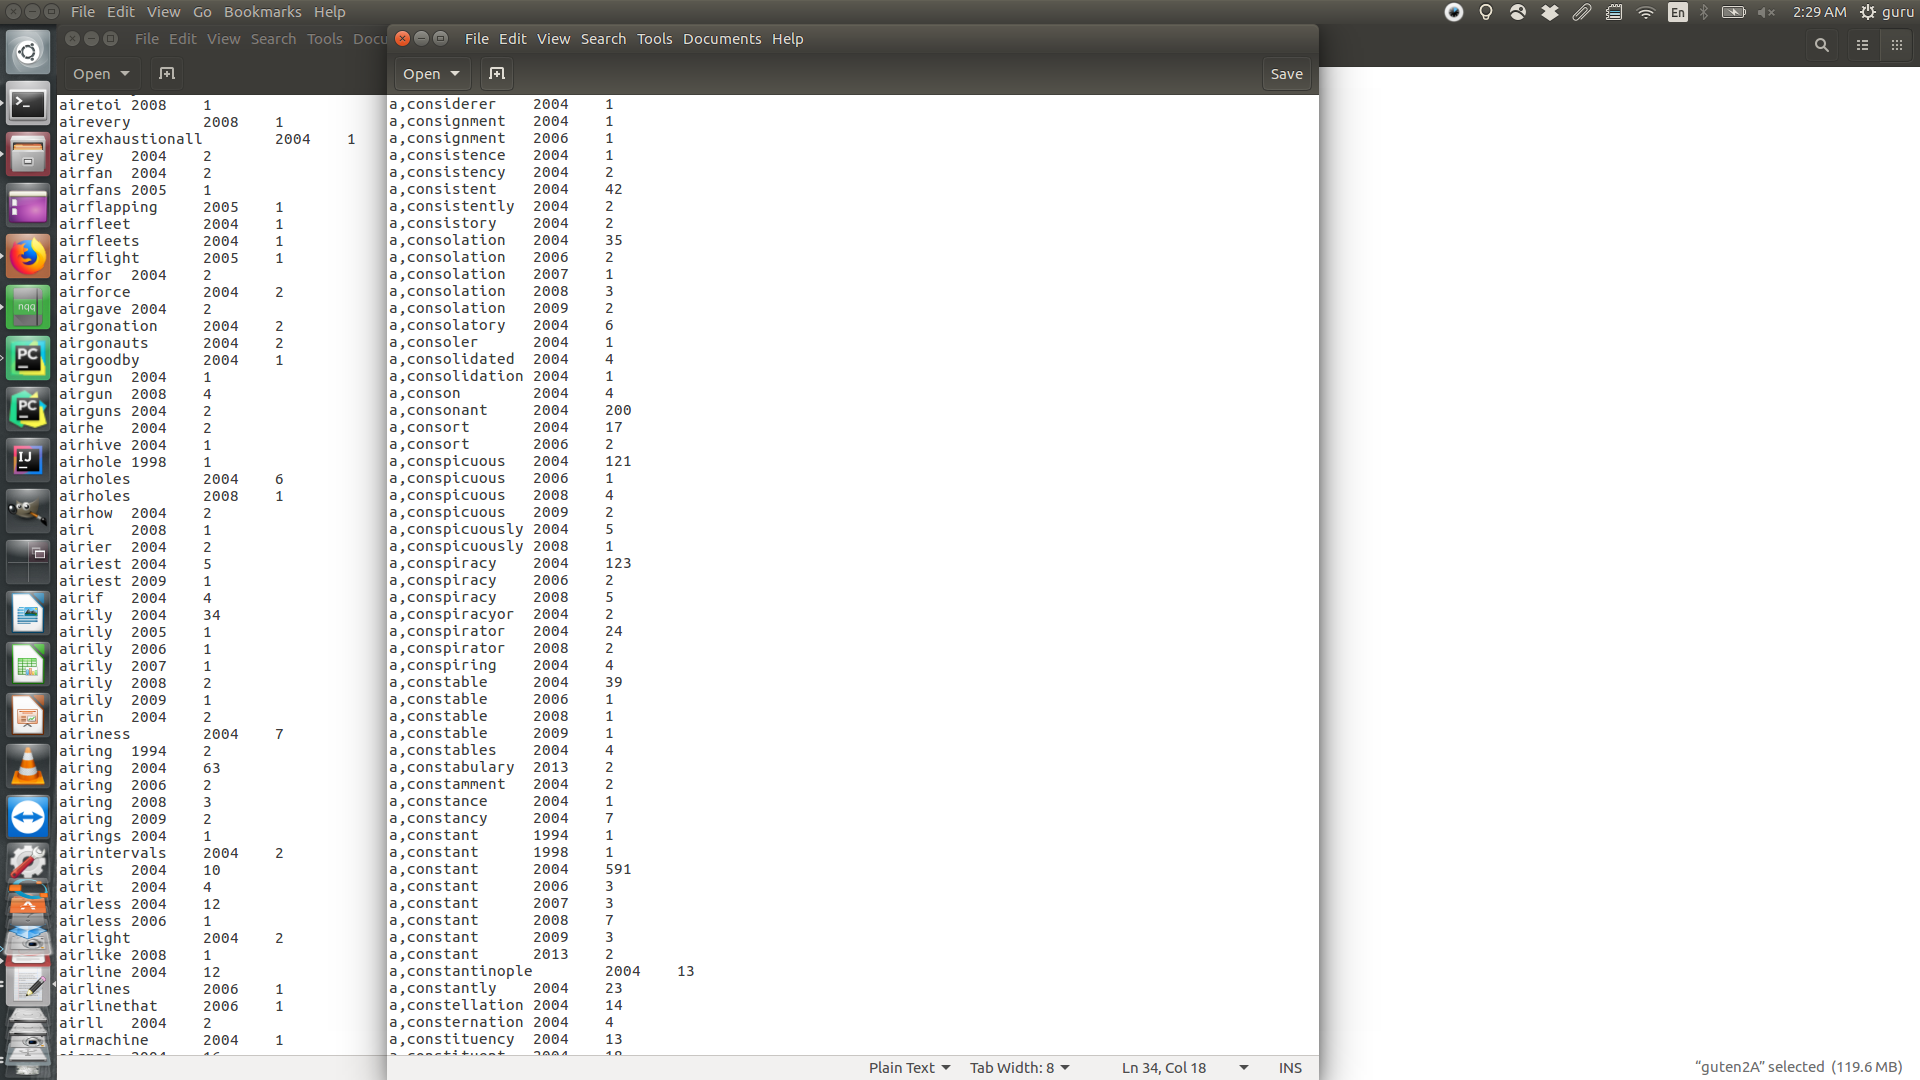 File Edit View Go Bookmarks Help
En 2:29 AM guru
File Edit View Search Tools Docu
File Edit View Search Tools Documents Help
Open
Open
Save
airetoi 2008 1
airevery 2008 1
airexhaustionall 2004 1
airey 2004 2
airfan 2004 2
airfans 2005 1
airflapping 2005 1
airfleet 2004 1
airfleets 2004 1
airflight 2005 1
airfor 2004 2
airforce 2004 2
airgave 2004 2
airgonation 2004 2
airgonauts 2004 2
airgoodby 2004 1
airgun 2004 1
airgun 2008 4
airguns 2004 2
airhe 2004 2
airhive 2004 1
airhole 1998 1
airholes 2004 6
airholes 2008 1
airhow 2004 2
airi 2008 1
airier 2004 2
airiest 2004 5
airiest 2009 1
airif 2004 4
airily 2004 34
airily 2005 1
airily 2006 1
airily 2007 1
airily 2008 2
airily 2009 1
airin 2004 2
airiness 2004 7
airing 1994 2
airing 2004 63
airing 2006 2
airing 2008 3
airing 2009 2
airings 2004 1
airintervals 2004 2
airis 2004 10
airit 2004 4
airless 2004 12
airless 2006 1
airlight 2004 2
airlike 2008 1
airline 2004 12
airlines 2006 1
airlinethat 2006 1
airll 2004 2
airmachine 2004 1
a,considerer 2004 1
a,consignment 2004 1
a,consignment 2006 1
a,consistence 2004 1
a,consistency 2004 2
a,consistent 2004 42
a,consistently 2004 2
a,consistory 2004 2
a,consolation 2004 35
a,consolation 2006 2
a,consolation 2007 1
a,consolation 2008 3
a,consolation 2009 2
a,consolatory 2004 6
a,consoler 2004 1
a,consolidated 2004 4
a,consolidation 2004 1
a,conson 2004 4
a,consonant 2004 200
a,consort 2004 17
a,consort 2006 2
a,conspicuous 2004 121
a,conspicuous 2006 1
a,conspicuous 2008 4
a,conspicuous 2009 2
a,conspicuously 2004 5
a,conspicuously 2008 1
a,conspiracy 2004 123
a,conspiracy 2006 2
a,conspiracy 2008 5
a,conspiracyor 2004 2
a,conspirator 2004 24
a,conspirator 2008 2
a,conspiring 2004 4
a,constable 2004 39
a,constable 2006 1
a,constable 2008 1
a,constable 2009 1
a,constables 2004 4
a,constabulary 2013 2
a,constamment 2004 2
a,constance 2004 1
a,constancy 2004 7
a,constant 1994 1
a,constant 1998 1
a,constant 2004 591
a,constant 2006 3
a,constant 2007 3
a,constant 2008 7
a,constant 2009 3
a,constant 2013 2
a,constantinople 2004 13
a,constantly 2004 23
a,constellation 2004 14
a,consternation 2004 4
a,constituency 2004 13
a,constituent 2004 18
Plain Text Tab Width: 8 Ln 34, Col 18 INS
"guten2A" selected (119.6 MB)
nqq
PC
PC
IJ